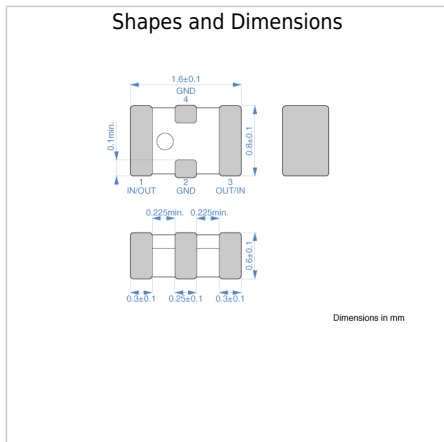 Shapes and Dimensions
1.6±0.1
GND
4
0.1min.
0.8±0.1
1 2 3
IN/OUT GND OUT/IN
0.225min. 0.225min.
0.6±0.1
0.3±0.1 0.25±0.1 0.3±0.1
Dimensions in mm